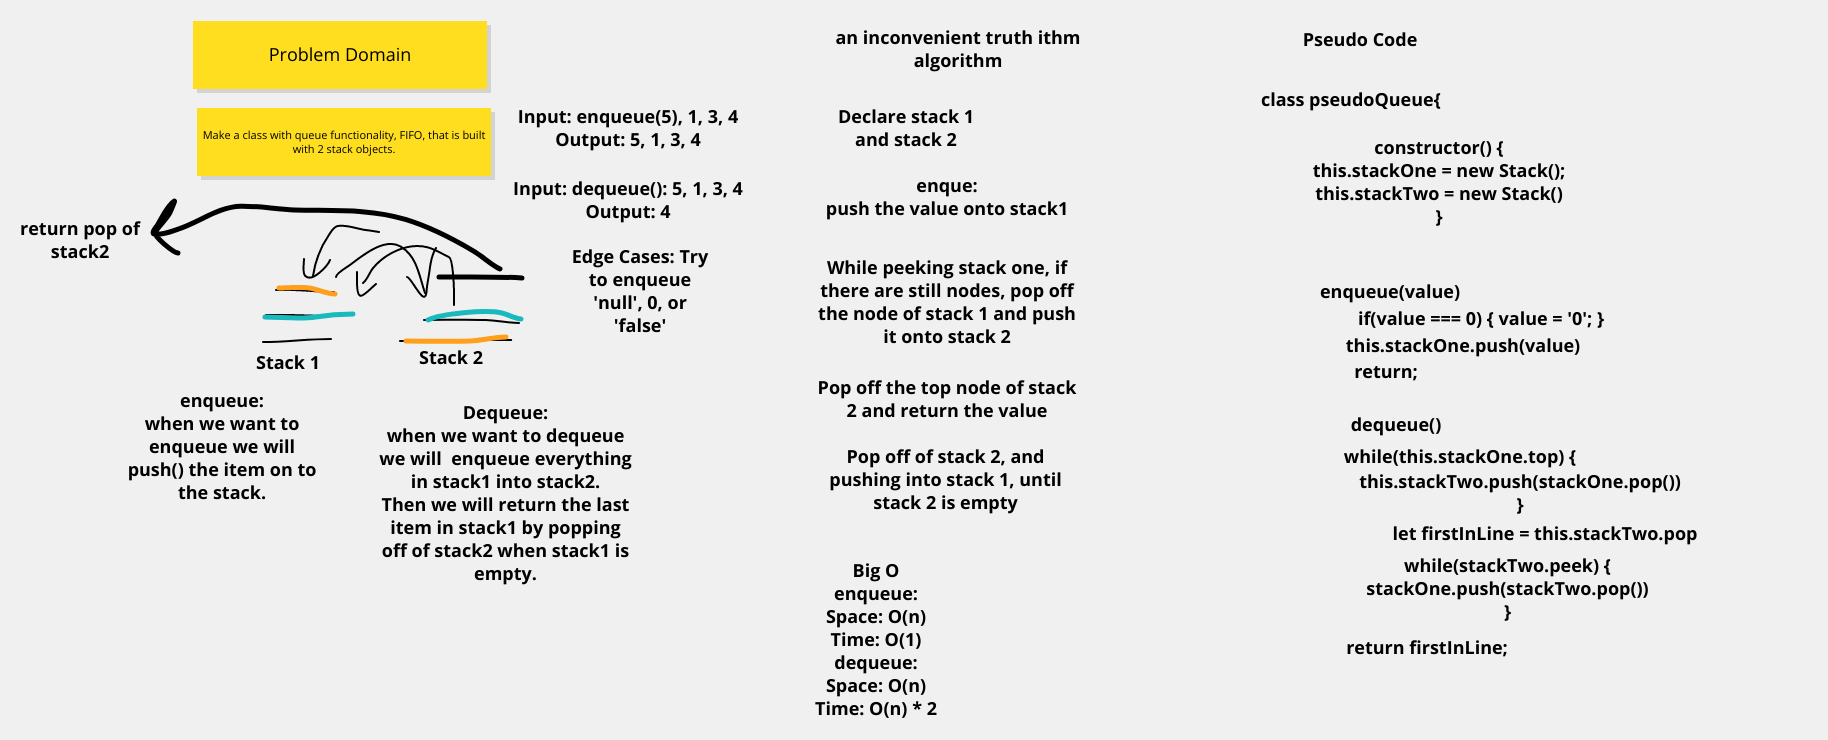 Problem Domain
Make a class with queue functionality, FIFO, that is built
with 2 stack objects.
Input: enqueue(5), 1, 3, 4
Output: 5, 1, 3, 4
Input: dequeue(): 5, 1, 3, 4
Output: 4
Edge Cases: Try
to enqueue
'null', 0, or
'false'
return pop of
stack2
Stack 1
Stack 2
enqueue:
when we want to
enqueue we will
push() the item on to
the stack.
Dequeue:
when we want to dequeue
we will  enqueue everything
in stack1 into stack2.
Then we will return the last
item in stack1 by popping
off of stack2 when stack1 is
empty.
an inconvenient truth ithm
algorithm
Declare stack 1
and stack 2
enque:
push the value onto stack1
While peeking stack one, if
there are still nodes, pop off
the node of stack 1 and push
it onto stack 2
Pop off the top node of stack
2 and return the value
Pop off of stack 2, and
pushing into stack 1, until
stack 2 is empty
Big O
enqueue:
Space: O(n)
Time: O(1)
dequeue:
Space: O(n)
Time: O(n) * 2
Pseudo Code
class pseudoQueue{
constructor() {
this.stackOne = new Stack();
this.stackTwo = new Stack()
}
enqueue(value)
if(value === 0) { value = '0'; }
this.stackOne.push(value)
return;
dequeue()
while(this.stackOne.top) {
this.stackTwo.push(stackOne.pop())
}
let firstInLine = this.stackTwo.pop
while(stackTwo.peek) {
stackOne.push(stackTwo.pop())
}
return firstInLine;